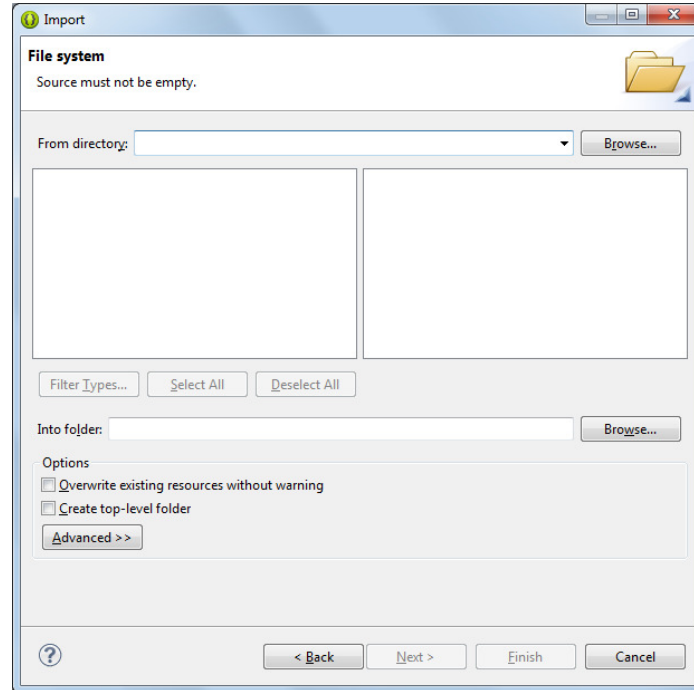 Import
File system
Source must not be empty.
From directory: Browse...
Filter Types... Select All Deselect All
Into folder: Browse...
Options
Overwrite existing resources without warning
Create top-level folder
Advanced >>
? < Back Next > Finish Cancel